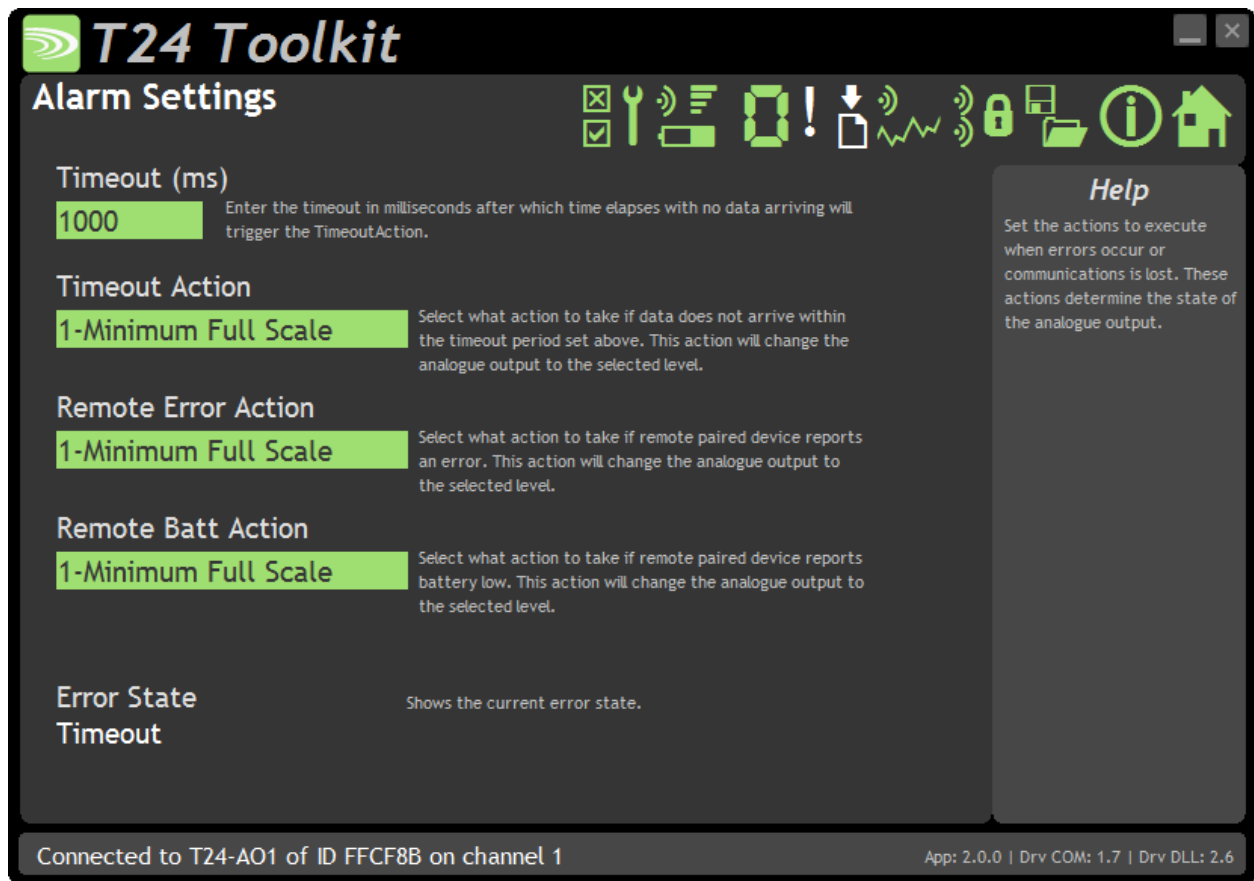 T24 Toolkit
Alarm Settings
Timeout (ms)
1000
Enter the timeout in milliseconds after which time elapses with no data arriving will
trigger the TimeoutAction.
Timeout Action
1-Minimum Full Scale
Select what action to take if data does not arrive within
the timeout period set above. This action will change the
analogue output to the selected level.
Remote Error Action
1-Minimum Full Scale
Select what action to take if remote paired device reports
an error. This action will change the analogue output to
the selected level.
Remote Batt Action
1-Minimum Full Scale
Select what action to take if remote paired device reports
battery low. This action will change the analogue output to
the selected level.
Error State
Timeout
Shows the current error state.
Help
Set the actions to execute
when errors occur or
communications is lost. These
actions determine the state of
the analogue output.
Connected to T24-AO1 of ID FFCF8B on channel 1
App: 2.0.0 | Drv COM: 1.7 | Drv DLL: 2.6